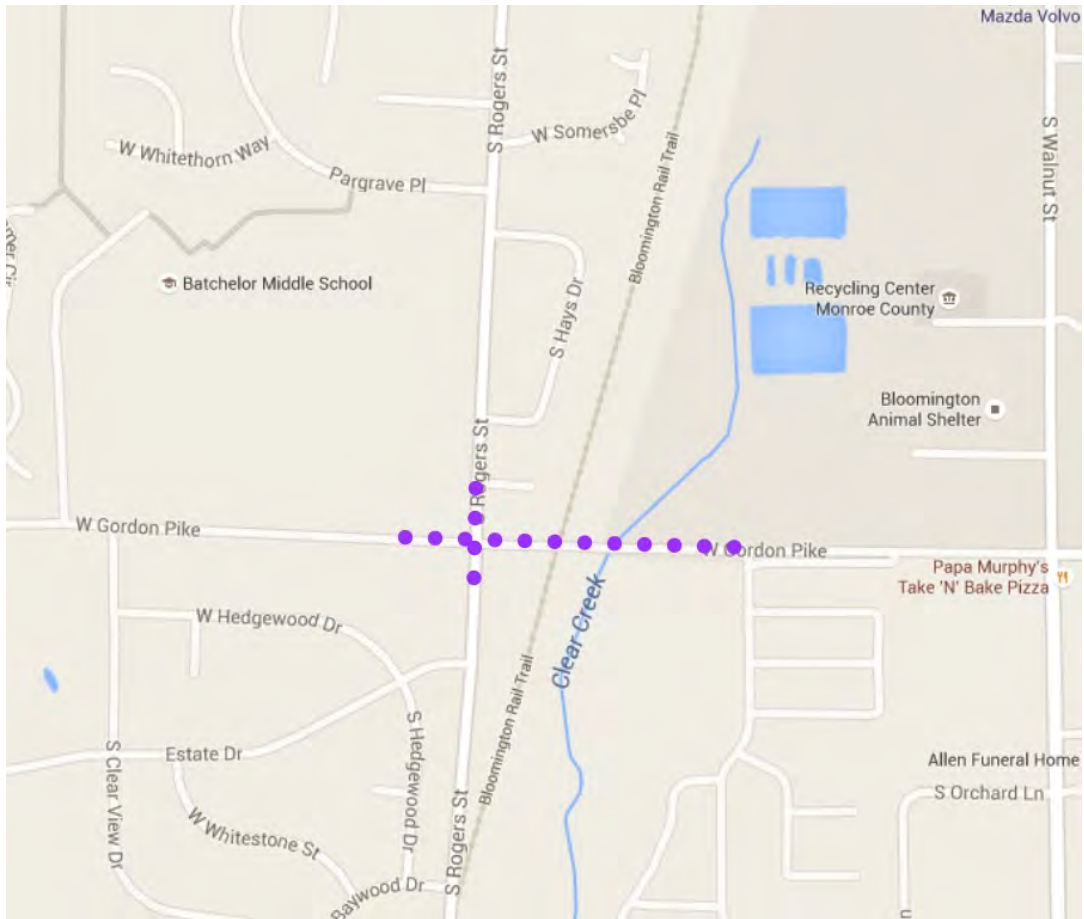 Mazda Volvo
S Rogers St
W Somersbe Pl
S Walnut St
W Whitethorn Way
Pargrave Pl
Bloomington Rail Trail
Batchelor Middle School
Recycling Center
Monroe County
S Hays Dr
Bloomington
Animal Shelter
Rogers St
W Gordon Pike
W Gordon Pike
Papa Murphy's
Take 'N' Bake Pizza
Clear Creek
W Hedgewood Dr
Bloomington Rail Trail
S Hedgewood Dr
Estate Dr
S Clear View Dr
Allen Funeral Home
S Orchard Ln
W Whitestone St
S Rogers St
Baywood Dr